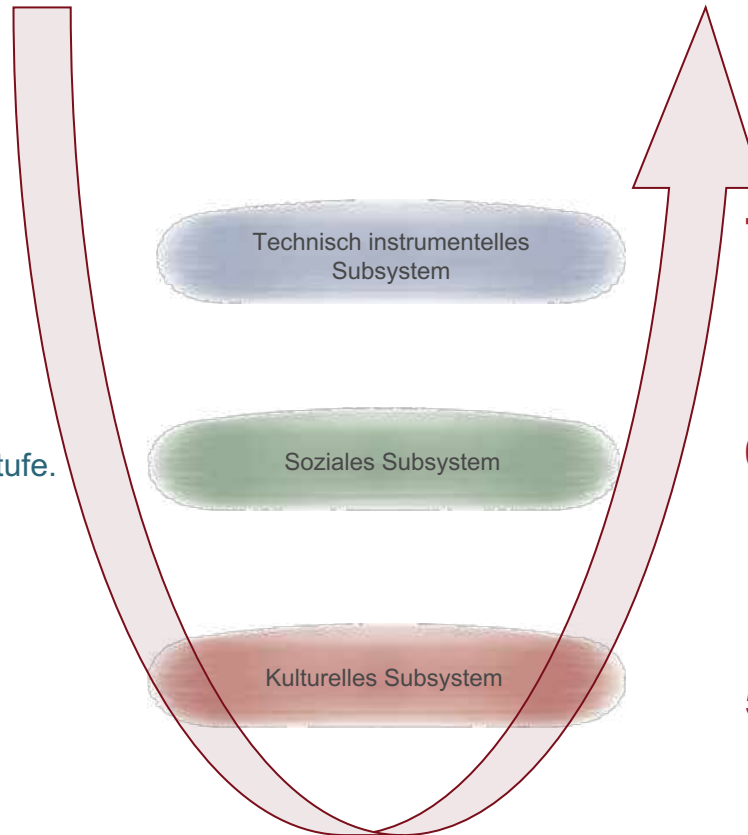 Technisch instrumentelles
Subsystem
tufe.
Soziales Subsystem
Kulturelles Subsystem